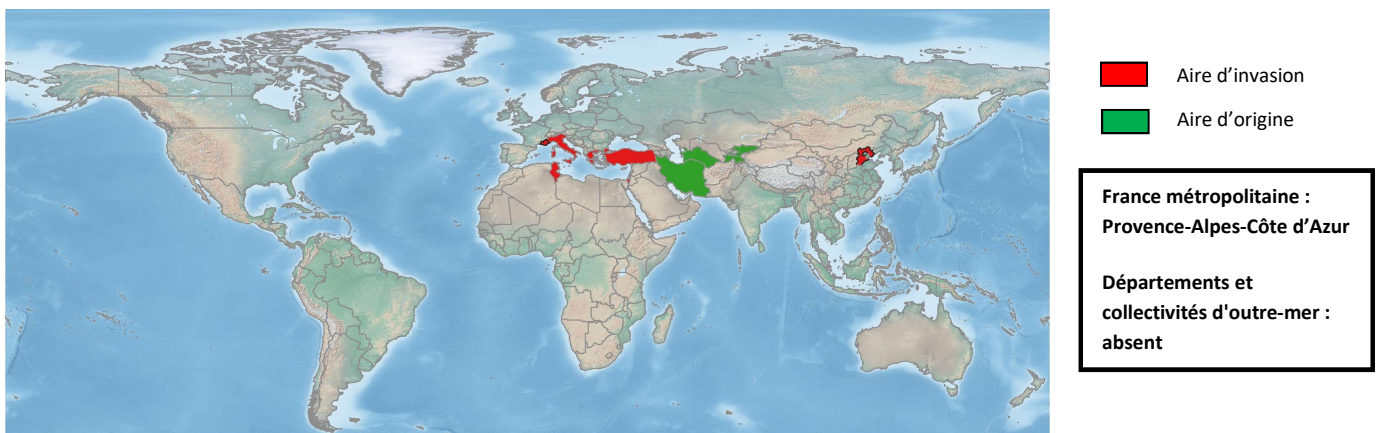 Aire d’invasion
Aire d’origine
France métropolitaine :
Provence-Alpes-Côte d’Azur
Départements et
collectivités d'outre-mer :
absent